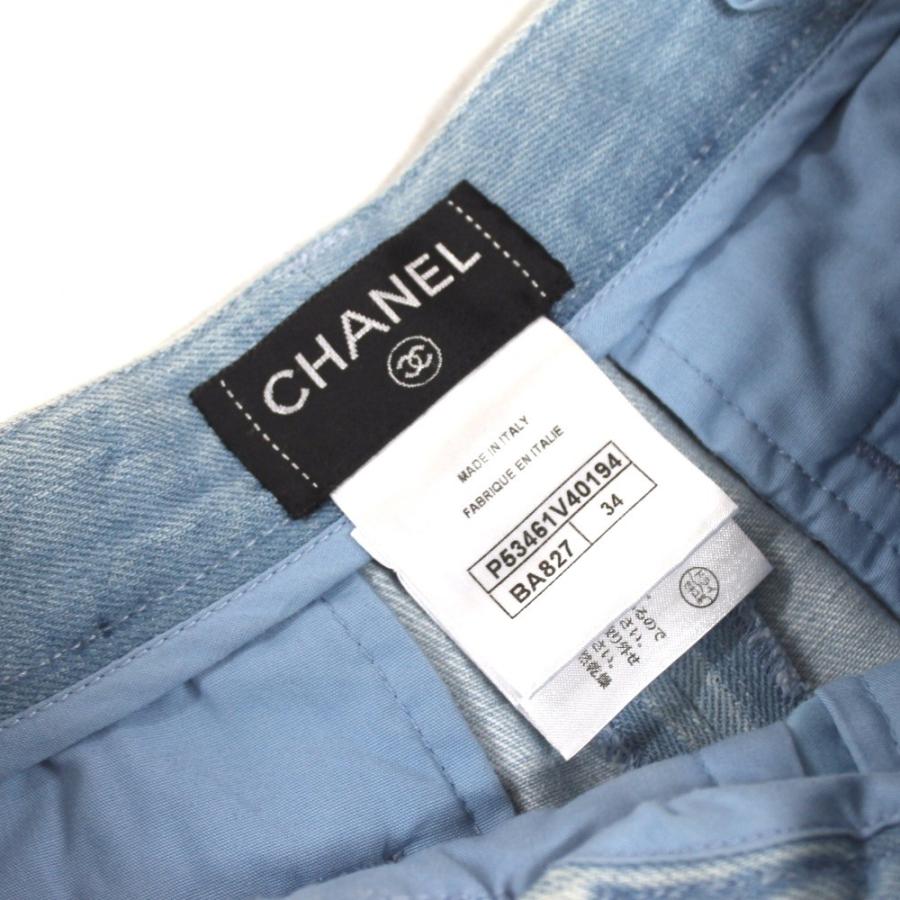 CHANEL
MADE IN ITALY
FABRIQUE EN ITALIE
P53461V40194
BA827
34